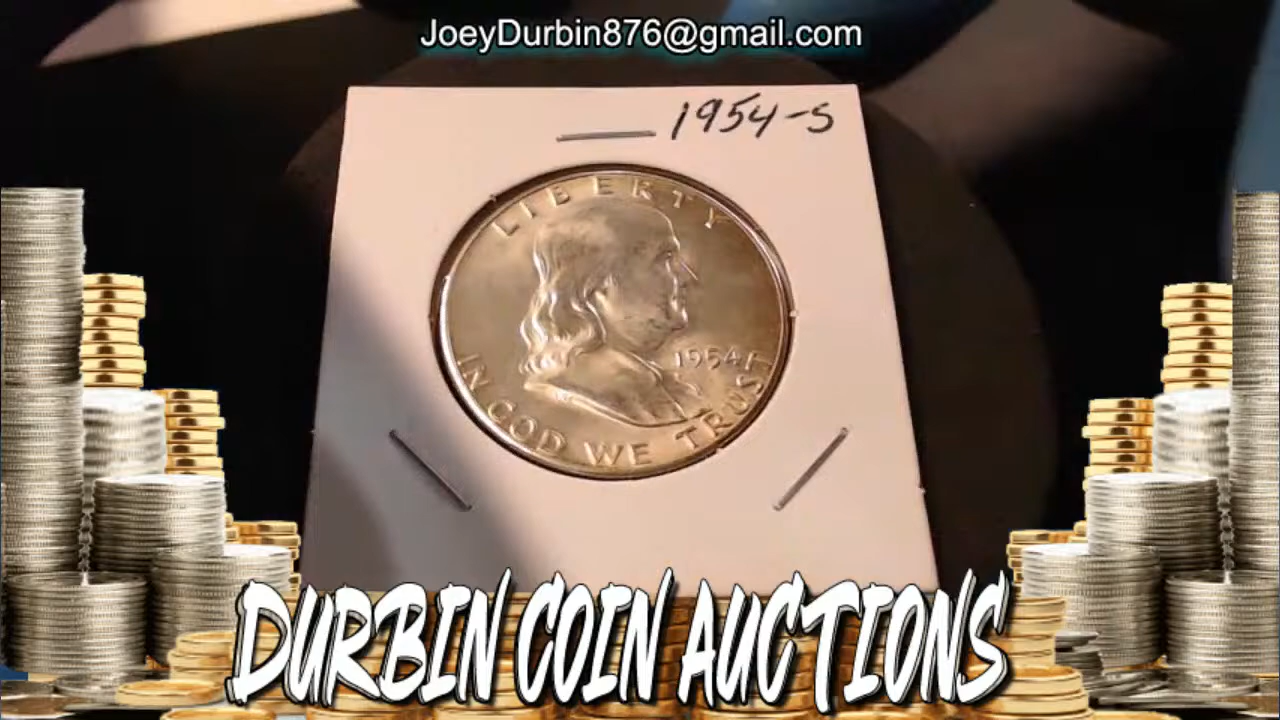 JoeyDurbin876@gmail.com
1954-S
LIBERTY
1954
IN GOD WE TRUST
DURBIN COIN AUCTIONS